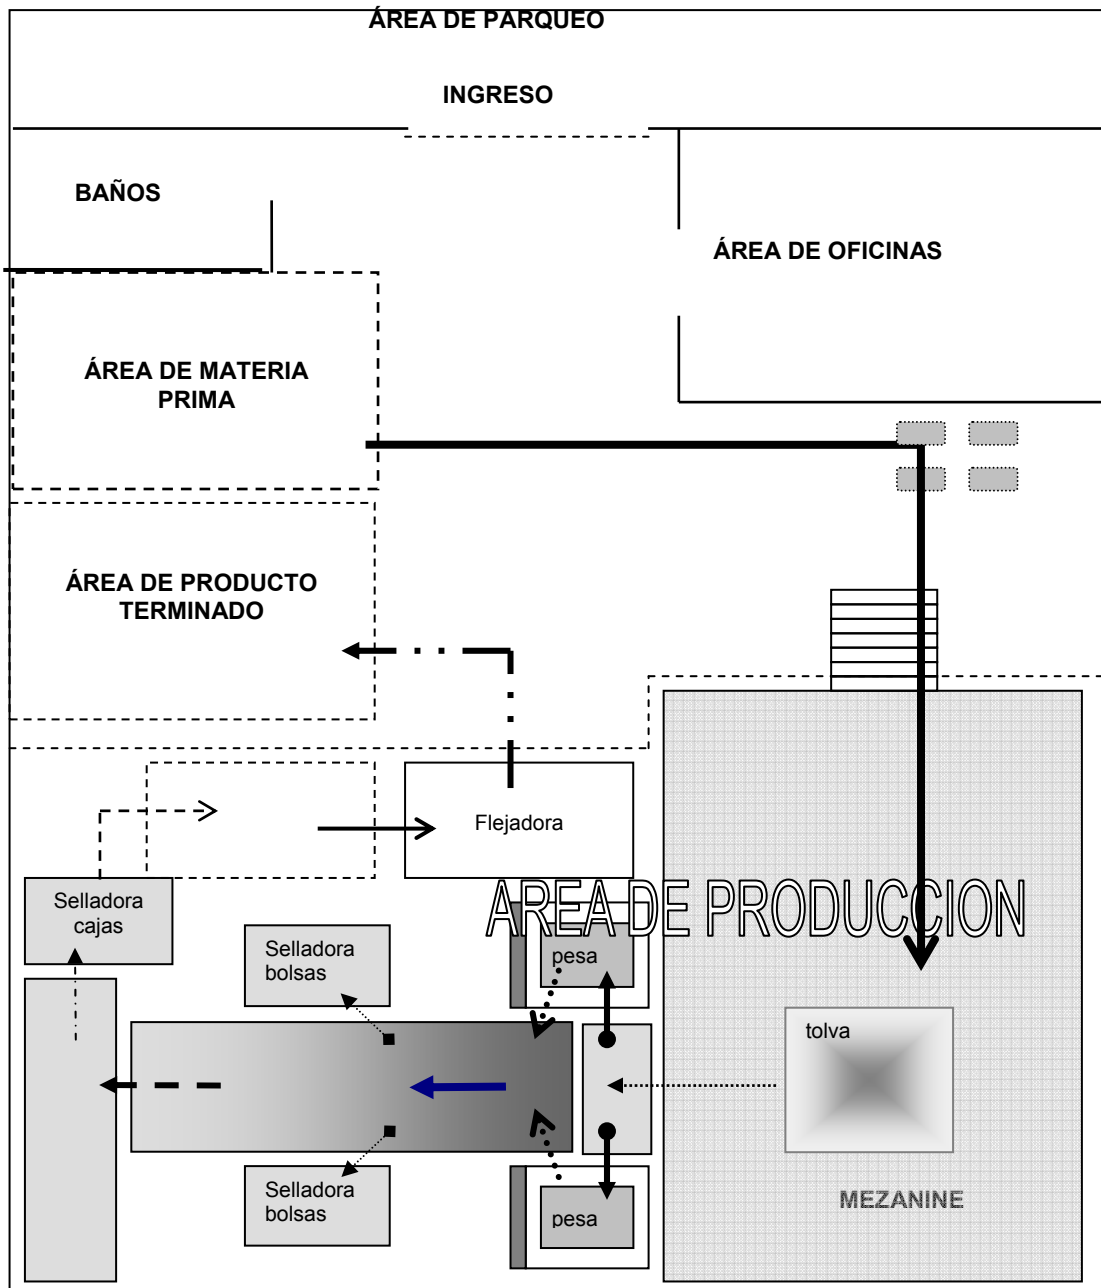 ÁREA DE PARQUEO
INGRESO
BAÑOS
ÁREA DE OFICINAS
ÁREA DE MATERIA
PRIMA
ÁREA DE PRODUCTO
TERMINADO
Flejadora
AREA DE PRODUCCION
Selladora
cajas
Selladora
bolsas
pesa
tolva
Selladora
bolsas
pesa
MEZANINE